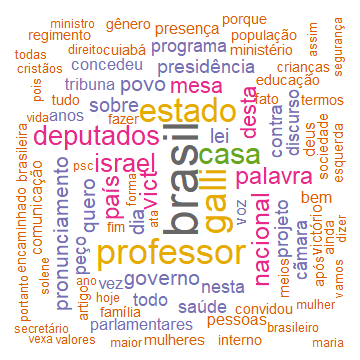 ministro gênero presença porque
regimento programa população assim segurança
todas direito cuiabá ministério
cristãos concedeu presidência crianças
pois tribuna povo mesa educação
tudo sobre estado desta fato termos
vida anos fazer lei contra discurso deus esquerda
deputados brasil casa sociedade
encaminhado brasileira comunicação psc israel galli palavra
pronunciamento país vict forma voz nacional bem
quero dia ata projeto victório dizer
fim câmara ainda
peço professor meios após vamos
portanto solene artigo ano vez governo nesta
hoje todo saúde pessoas convidou mulher
família parlamentares brasileiro
secretário
vexa valores maior mulheres interno maria